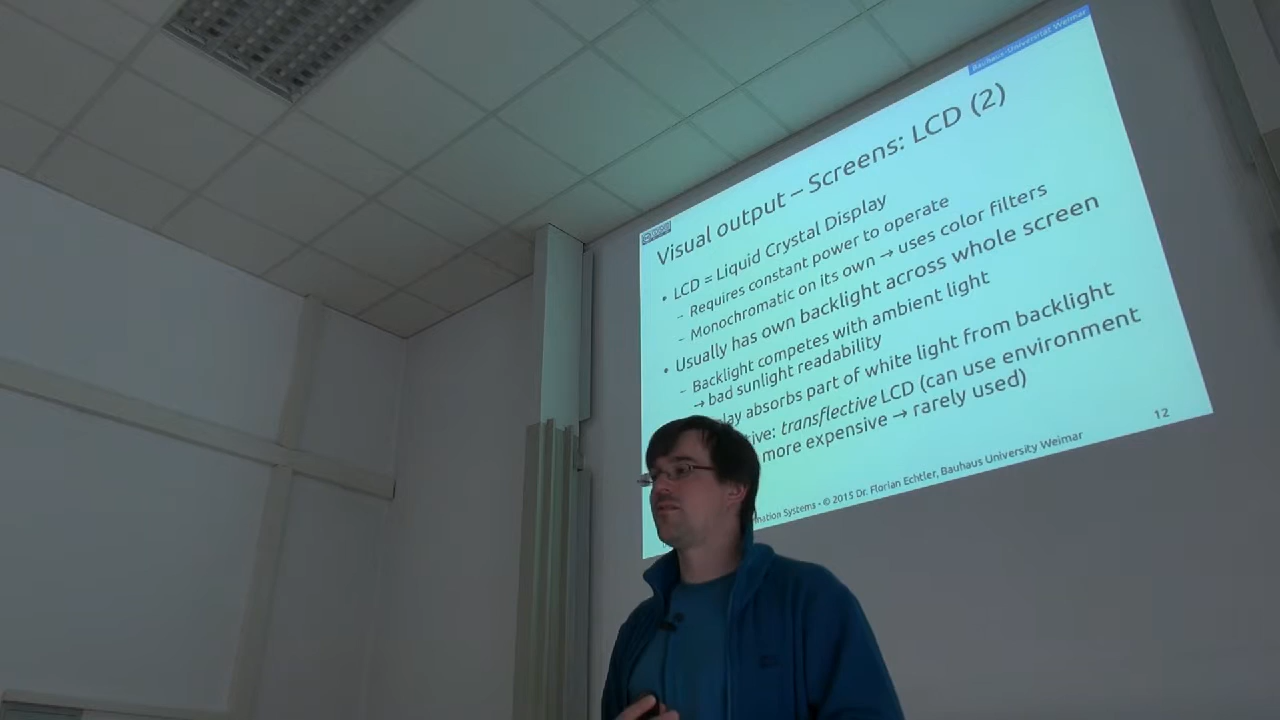 Bauhaus-Universität Weimar
Visual output – Screens: LCD (2)
• LCD = Liquid Crystal Display
– Requires constant power to operate
– Monochromatic on its own → uses color filters
• Usually has own backlight across whole screen
– Backlight competes with ambient light
→ bad sunlight readability
absorbs part of white light from backlight
transflective LCD (can use environment
more expensive → rarely used)
Systems • © 2015 Dr. Florian Echtler, Bauhaus University Weimar
12